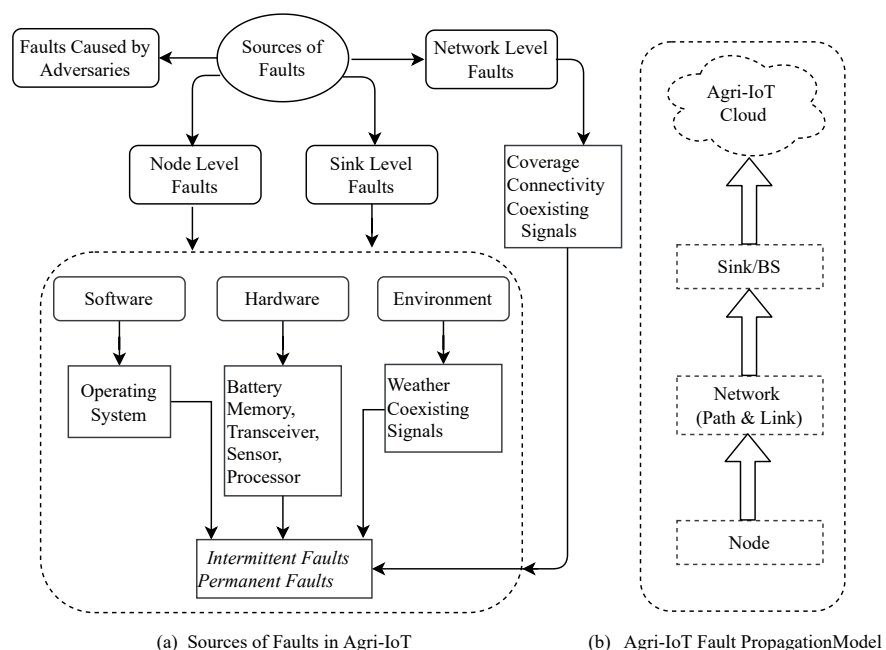 Faults Caused by
Adversaries
Sources of
Faults
Network Level
Faults
Node Level
Faults
Sink Level
Faults
Coverage
Connectivity
Coexisting
Signals
Software
Hardware
Environment
Operating
System
Battery
Memory,
Transceiver,
Sensor,
Processor
Weather
Coexisting
Signals
Intermittent Faults
Permanent Faults
(a) Sources of Faults in Agri-IoT
Agri-IoT
Cloud
Sink/BS
Network
(Path & Link)
Node
(b) Agri-IoT Fault PropagationModel